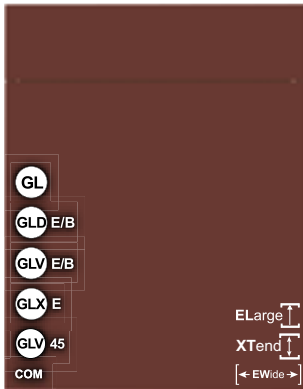 GL
GLD E/B
GLV E/B
GLX E
GLV 45
COM
ELarge
XTend
EWide